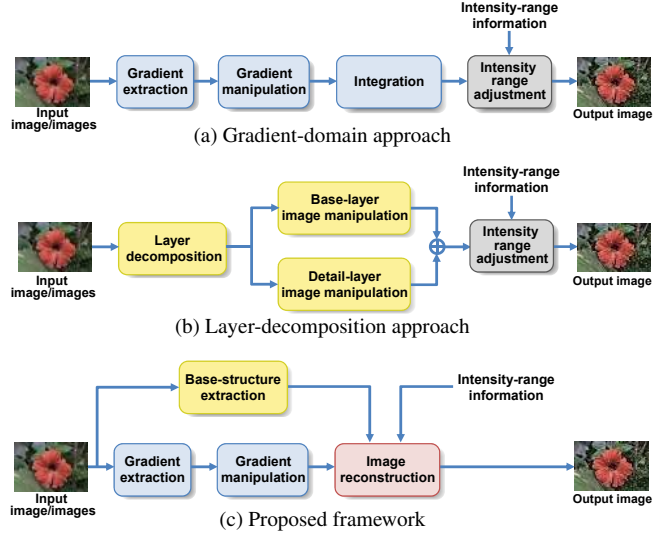 Intensity-range
information
Input
image/images
Gradient
extraction
Gradient
manipulation
Integration
Intensity
range
adjustment
Output image
(a) Gradient-domain approach
Input
image/images
Layer
decomposition
Base-layer
image manipulation
Detail-layer
image manipulation
Intensity-range
information
Intensity
range
adjustment
Output image
(b) Layer-decomposition approach
Base-structure
extraction
Intensity-range
information
Input
image/images
Gradient
extraction
Gradient
manipulation
Image
reconstruction
Output image
(c) Proposed framework